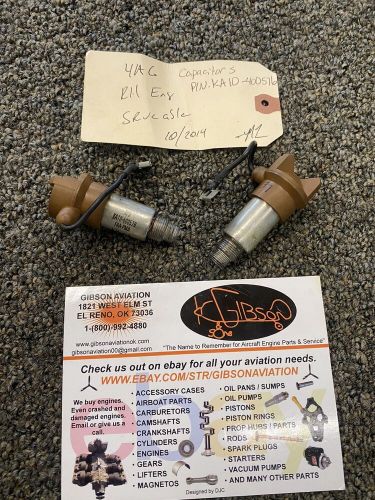 4AG Capacitors
RH Eng P/N-KA10-400576
SRveable
10/2014
GIBSON AVIATION
1821 WEST ELM ST
EL RENO, OK 73036
1-(800)-992-4880
gibsonaviationok.com
gibsonaviation00@gmail.com
Gibson
"The Name to Remember for Aircraft Engine Parts & Service"
Check us out on ebay for all your aviation needs.
WWW.EBAY.COM/STR/GIBSONAVIATION
We buy engines.
Even crashed and
damaged engines.
Email or give us a
call.
• ACCESSORY CASES
• AIRBOAT PARTS
• CARBURETORS
• CAMSHAFTS
• CRANKSHAFTS
• CYLINDERS
• ENGINES
• GEARS
• LIFTERS
• MAGNETOS
• OIL PANS / SUMPS
• OIL PUMPS
• PISTONS
• PISTON RINGS
• PROP HUBS / PARTS
• RODS
• SPARK PLUGS
• STARTERS
• VACUUM PUMPS
• AND MANY OTHER PARTS
Designed by DJC